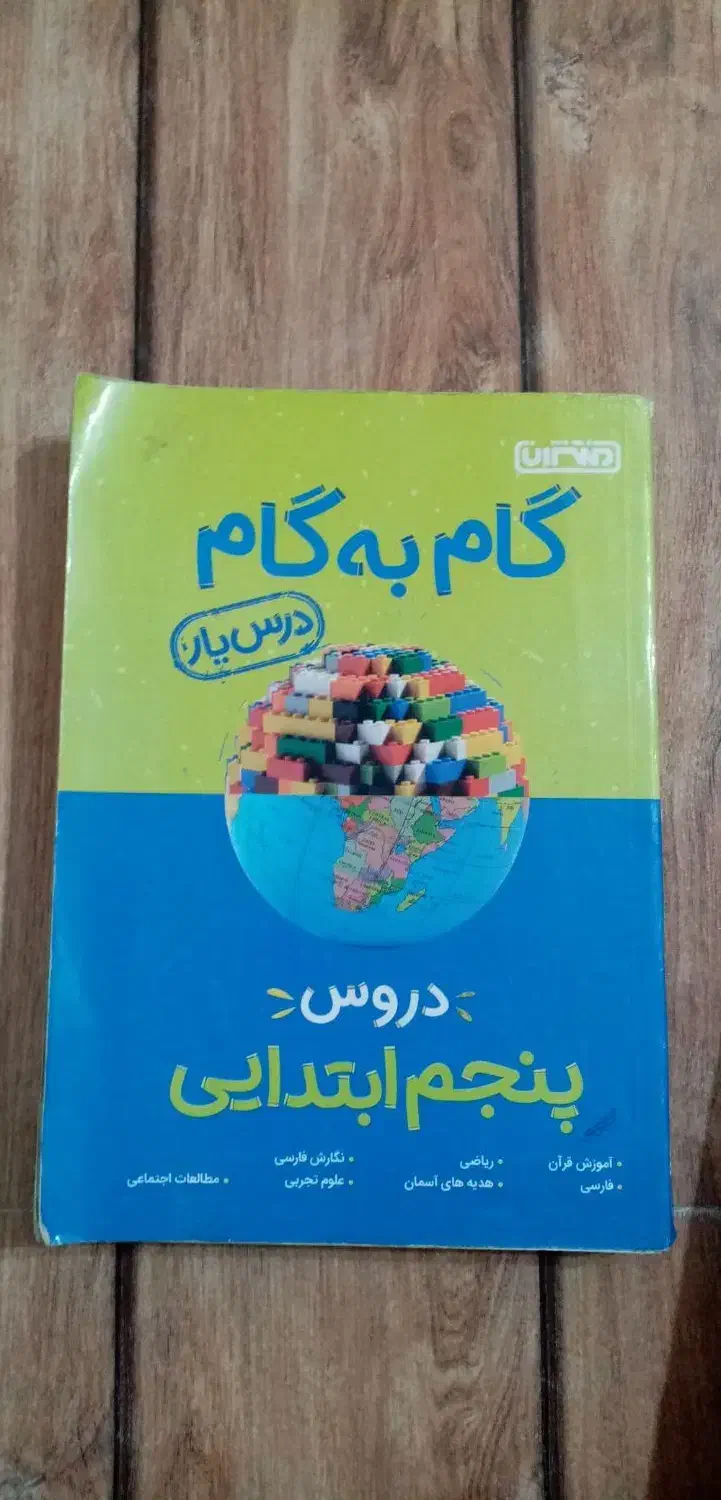 منتشران
گام به گام
درس یار
دروس
پنجم ابتدایی
• آموزش قرآن • ریاضی • نگارش فارسی
• فارسی • هدیه های آسمان • علوم تجربی • مطالعات اجتماعی